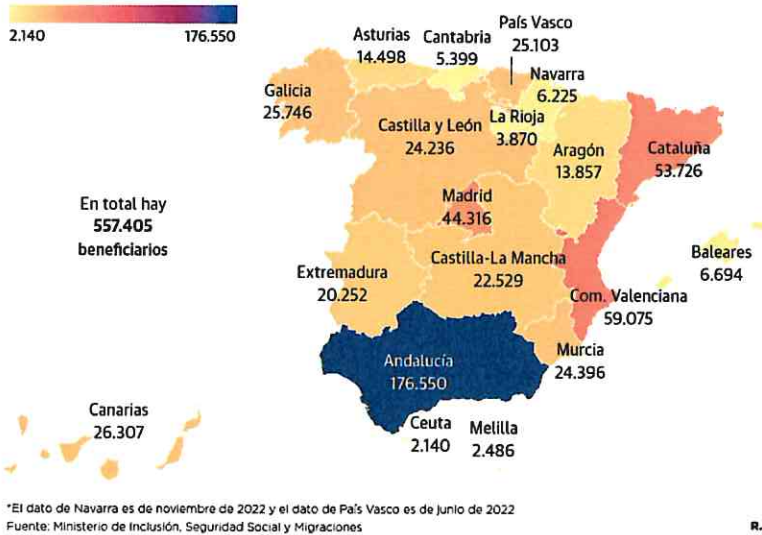 2.140 176.550
Asturias
14.498
Cantabria
5.399
País Vasco
25.103
Navarra
6.225
Galicia
25.746
La Rioja
3.870
Castilla y León
24.236
Aragón
13.857
Cataluña
53.726
Madrid
44.316
En total hay
557.405
beneficiarios
Baleares
6.694
Castilla-La Mancha
22.529
Extremadura
20.252
Com. Valenciana
59.075
Murcia
24.396
Andalucía
176.550
Canarias
26.307
Ceuta
2.140
Melilla
2.486
*El dato de Navarra es de noviembre de 2022 y el dato de País Vasco es de junio de 2022
Fuente: Ministerio de Inclusión, Seguridad Social y Migraciones
R.